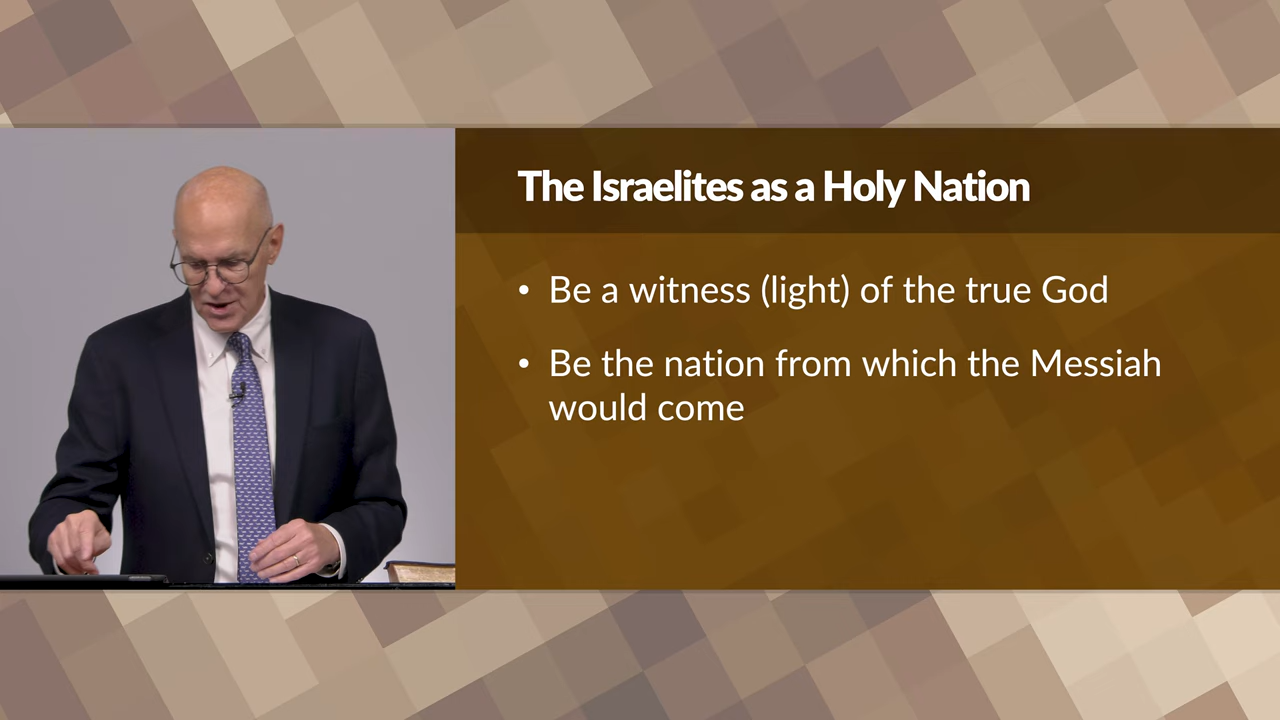 The Israelites as a Holy Nation
• Be a witness (light) of the true God
• Be the nation from which the Messiah
would come